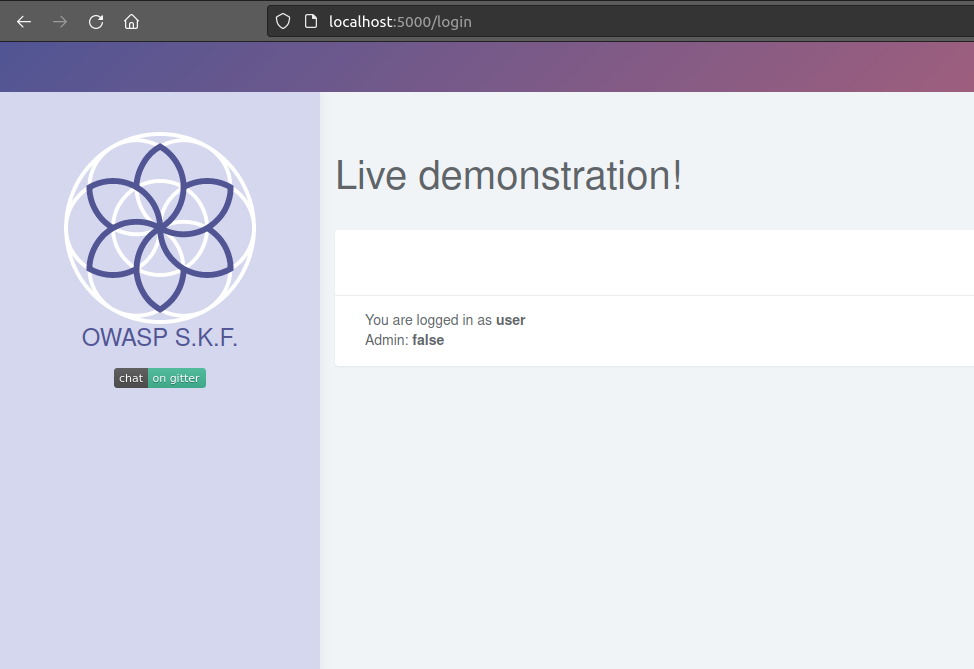 localhost:5000/login
OWASP S.K.F.
chat on gitter
Live demonstration!
You are logged in as user
Admin: false